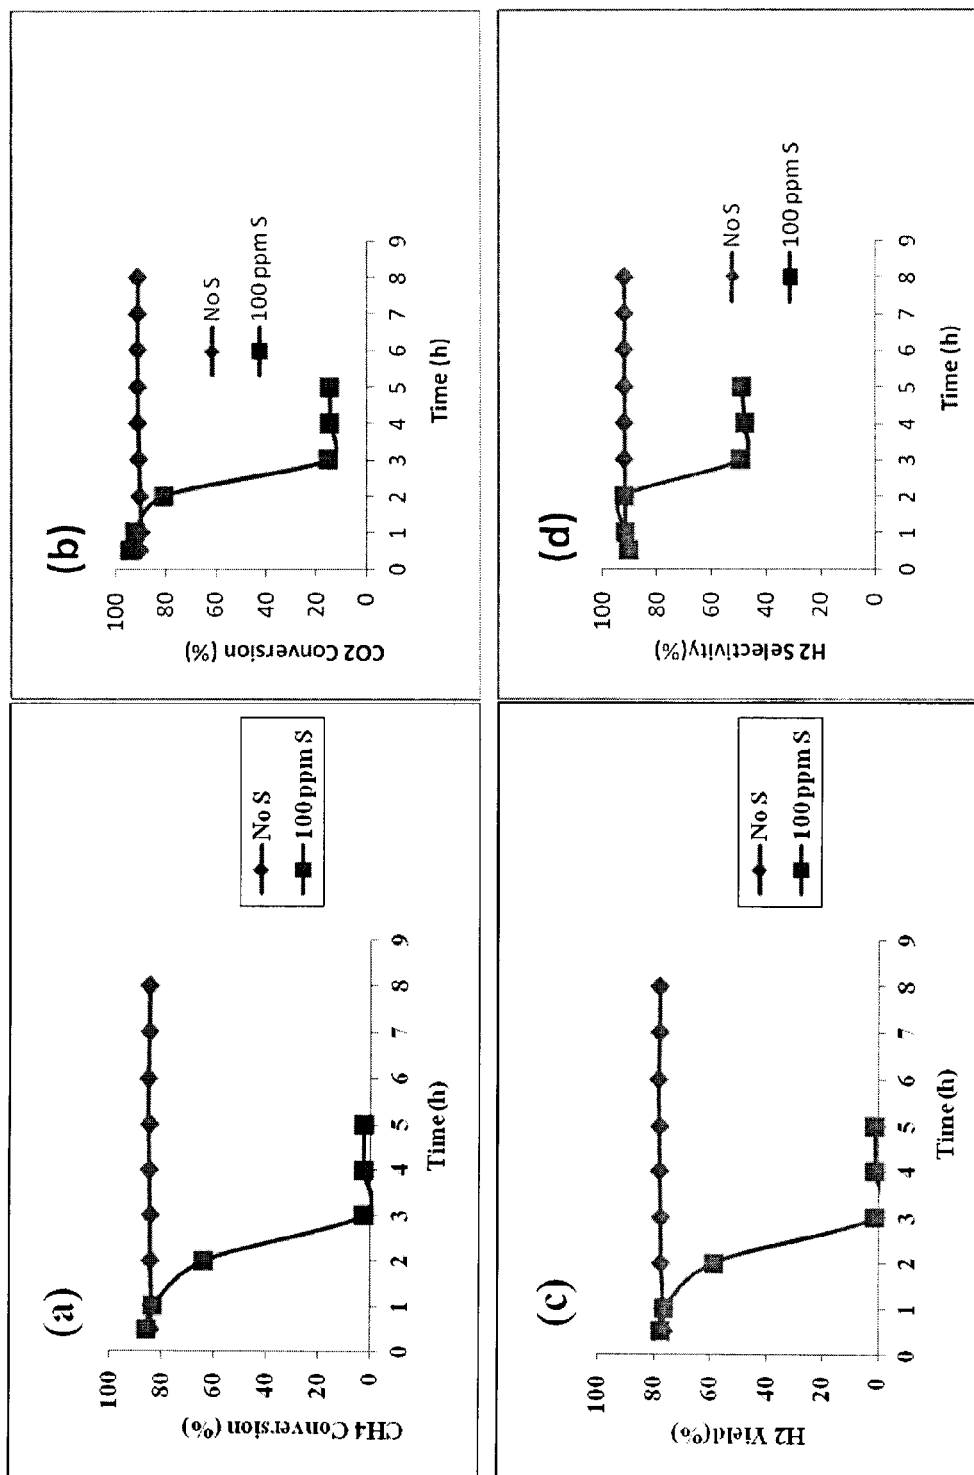 (a)
100
80
60
40
20
0
CH4 Conversion (%)
0 1 2 3 4 5 6 7 8 9
Time (h)
No S
100ppm S
(b)
100
80
60
40
20
0
CO2 Conversion (%)
0 1 2 3 4 5 6 7 8 9
Time (h)
No S
100 ppm S
(c)
100
80
60
40
20
0
H2 Yield(%)
0 1 2 3 4 5 6 7 8 9
Time (h)
No S
100ppm S
(d)
100
80
60
40
20
0
H2 Selectivity(%)
0 1 2 3 4 5 6 7 8 9
Time (h)
No S
100 ppm S